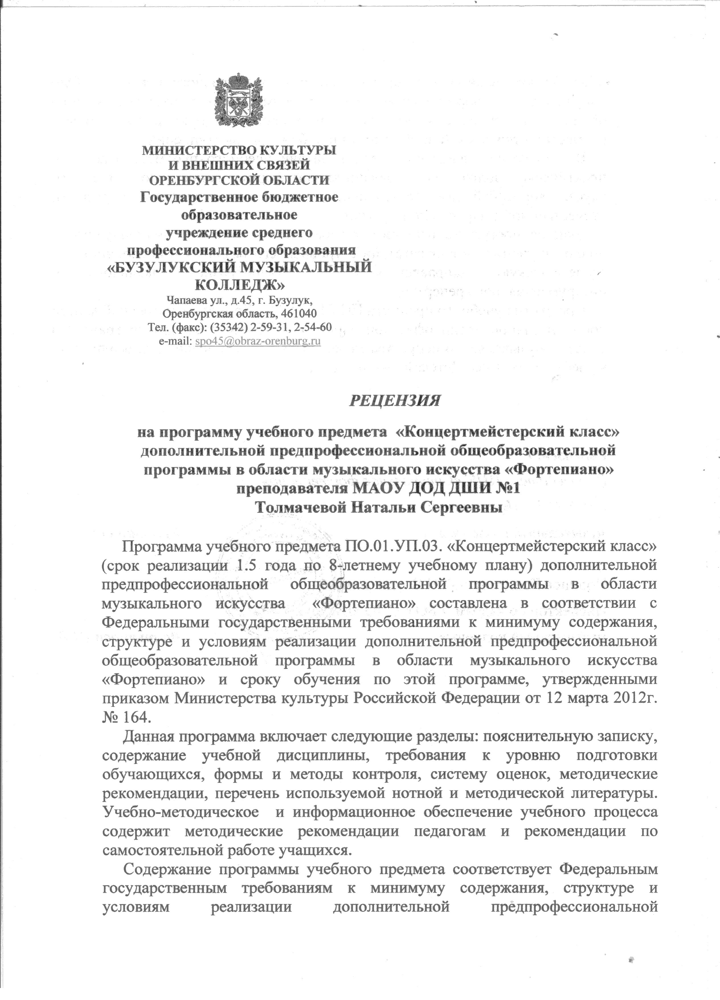 МИНИСТЕРСТВО КУЛЬТУРЫ
И ВНЕШНИХ СВЯЗЕЙ
ОРЕНБУРГСКОЙ ОБЛАСТИ
Государственное бюджетное
образовательное
учреждение среднего
профессионального образования
«БУЗУЛУКСКИЙ МУЗЫКАЛЬНЫЙ
КОЛЛЕДЖ»
Чапаева ул., д.45, г. Бузулук,
Оренбургская область, 461040
Тел. (факс): (35342) 2-59-31, 2-54-60
e-mail: spo45@obraz-orenburg.ru
РЕЦЕНЗИЯ
на программу учебного предмета «Концертмейстерский класс»
дополнительной предпрофессиональной общеобразовательной
программы в области музыкального искусства «Фортепиано»
преподавателя МАОУ ДОД ДШИ №1
Толмачевой Натальи Сергеевны
Программа учебного предмета ПО.01.УП.03. «Концертмейстерский класс»
(срок реализации 1.5 года по 8-летнему учебному плану) дополнительной
предпрофессиональной общеобразовательной программы в области
музыкального искусства «Фортепиано» составлена в соответствии с
Федеральными государственными требованиями к минимуму содержания,
структуре и условиям реализации дополнительной предпрофессиональной
общеобразовательной программы в области музыкального искусства
«Фортепиано» и сроку обучения по этой программе, утвержденными
приказом Министерства культуры Российской Федерации от 12 марта 2012г.
№ 164.
Данная программа включает следующие разделы: пояснительную записку,
содержание учебной дисциплины, требования к уровню подготовки
обучающихся, формы и методы контроля, систему оценок, методические
рекомендации, перечень используемой нотной и методической литературы.
Учебно-методическое и информационное обеспечение учебного процесса
содержит методические рекомендации педагогам и рекомендации по
самостоятельной работе учащихся.
Содержание программы учебного предмета соответствует Федеральным
государственным требованиям к минимуму содержания, структуре и
условиям реализации дополнительной предпрофессиональной